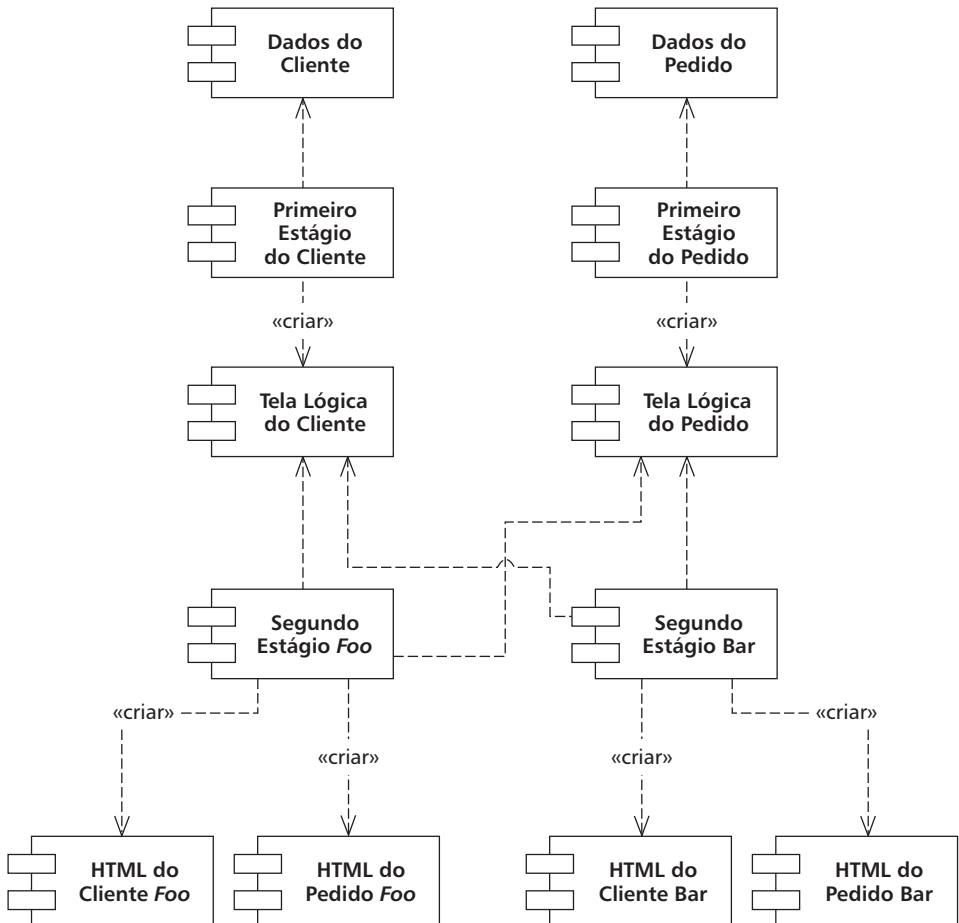 Dados do
Cliente
Dados do
Pedido
Primeiro
Estágio
do Cliente
Primeiro
Estágio
do Pedido
«criar»
«criar»
Tela Lógica
do Cliente
Tela Lógica
do Pedido
Segundo
Estágio Foo
Segundo
Estágio Bar
«criar»
«criar»
«criar»
«criar»
HTML do
Cliente Foo
HTML do
Pedido Foo
HTML do
Cliente Bar
HTML do
Pedido Bar